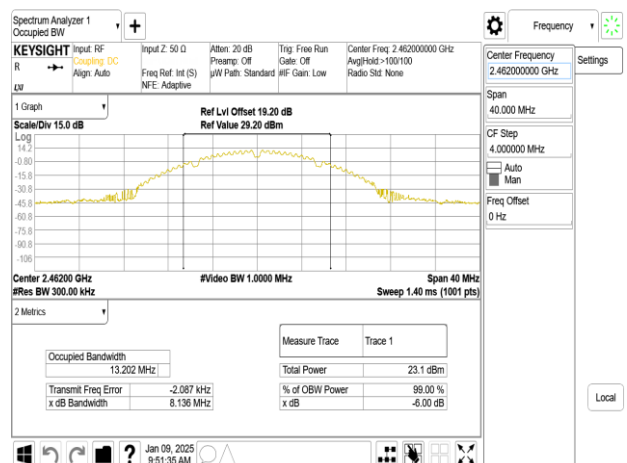 Spectrum Analyzer 1
Occupied BW
Frequency
KEYSIGHT
R
Input: RF
Coupling: DC
Align: Auto
Input Z: 50 Ω
Freq Ref: Int (S)
NFE: Adaptive
Atten: 20 dB
Preamp: Off
µW Path: Standard
Trig: Free Run
Gate: Off
#IF Gain: Low
Center Freq: 2.462000000 GHz
Avg|Hold:>100/100
Radio Std: None
1 Graph
Scale/Div 15.0 dB
Ref Lvl Offset 19.20 dB
Ref Value 29.20 dBm
Log
14.2
-0.80
-15.8
-30.8
-45.8
-60.8
-75.8
-90.8
-106
Center 2.46200 GHz
#Res BW 300.00 kHz
#Video BW 1.0000 MHz
Span 40 MHz
Sweep 1.40 ms (1001 pts)
2 Metrics
Occupied Bandwidth
13.202 MHz
Transmit Freq Error -2.087 kHz
x dB Bandwidth 8.136 MHz
Measure Trace Trace 1
Total Power 23.1 dBm
% of OBW Power 99.00 %
x dB -6.00 dB
Center Frequency
2.462000000 GHz
Settings
Span
40.000 MHz
CF Step
4.000000 MHz
Auto
Man
Freq Offset
0 Hz
Local
Jan 09, 2025
9:51:35 AM